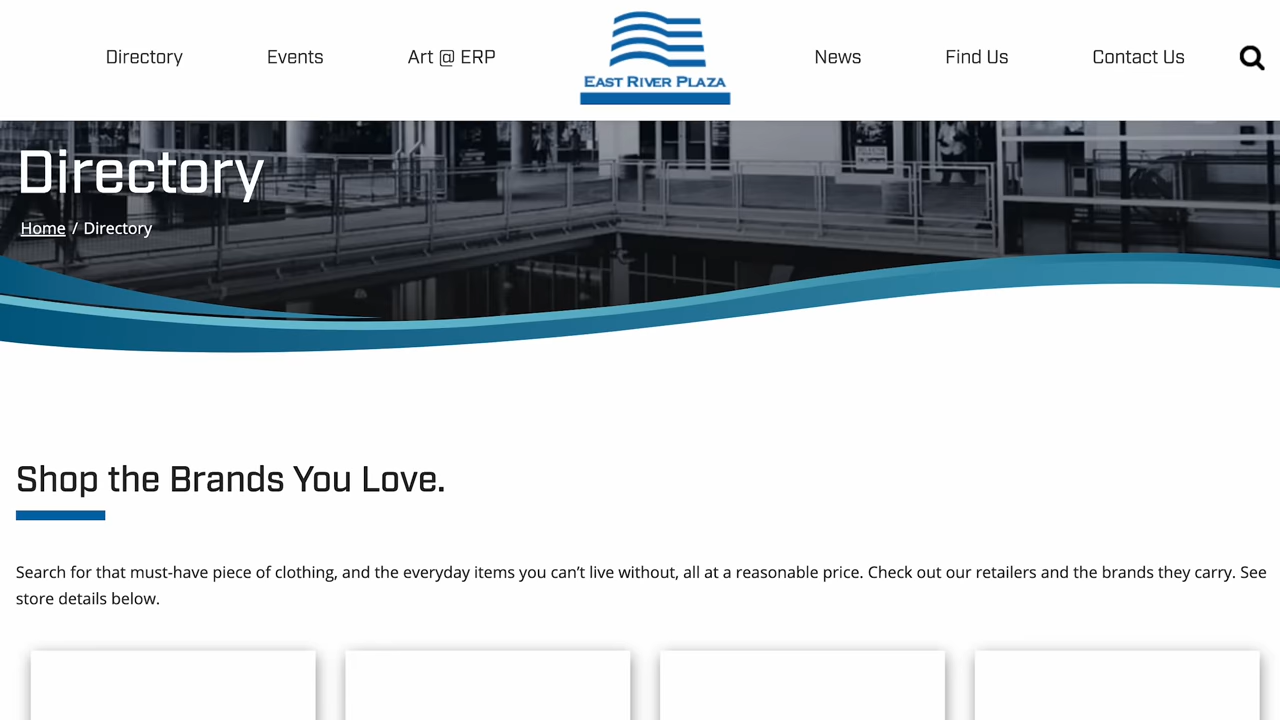 Directory
Events
Art @ ERP
EAST RIVER PLAZA
News
Find Us
Contact Us
Directory
Home / Directory
Shop the Brands You Love.
Search for that must-have piece of clothing, and the everyday items you can’t live without, all at a reasonable price. Check out our retailers and the brands they carry. See
store details below.